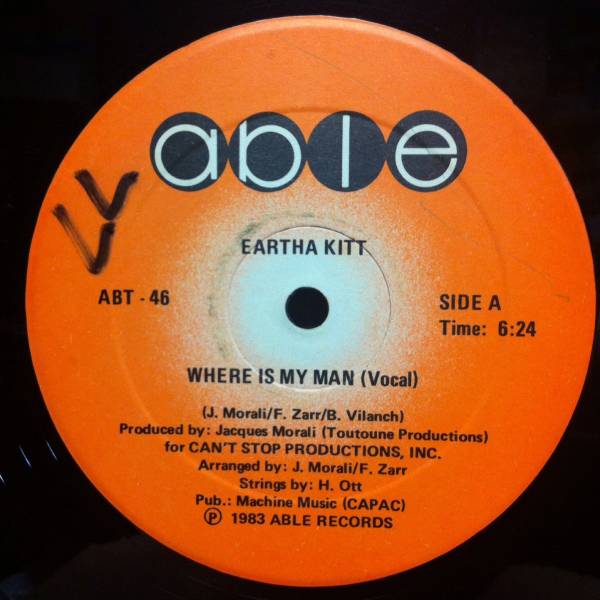 able
EARTHA KITT
ABT - 46
SIDE A
Time: 6:24
WHERE IS MY MAN (Vocal)
(J. Morali/F. Zarr/B. Vilanch)
Produced by: Jacques Morali (Toutoune Productions)
for CAN'T STOP PRODUCTIONS, INC.
Arranged by: J. Morali/F. Zarr
Strings by: H. Ott
Pub.: Machine Music (CAPAC)
Ⓟ 1983 ABLE RECORDS